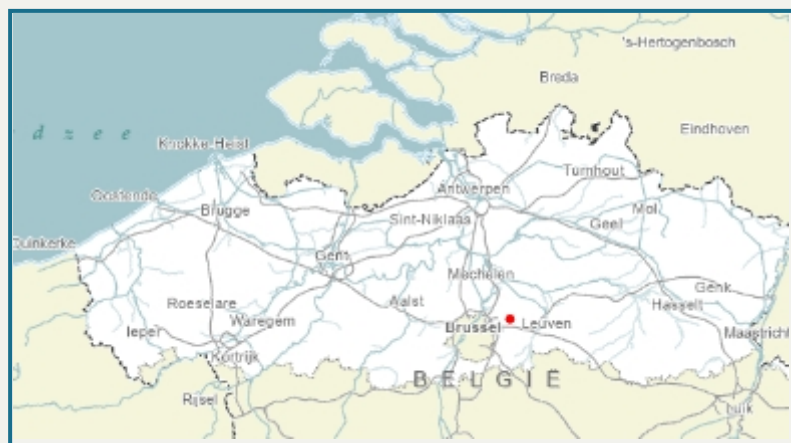 's-Hertogenbosch
Breda
d z e e
Eindhoven
Knokke-Heist
Turnhout
Oostende
Antwerpen
Brugge
Mol
Sint-Niklaas
Geel
Duinkerke
Gent
Mechelen
Genk
Roeselare
Aalst
Hasselt
Waregem
Brussel
Leuven
Ieper
Maastricht
Kortrijk
BELGIË
Rijsel
Luik